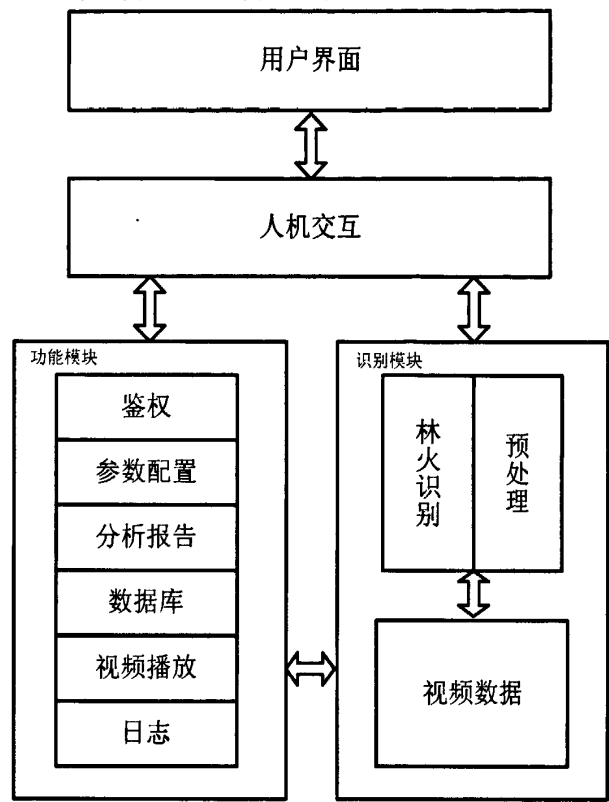 用户界面
人机交互
功能模块
鉴权
参数配置
分析报告
数据库
视频播放
日志
识别模块
林火识别
预处理
视频数据